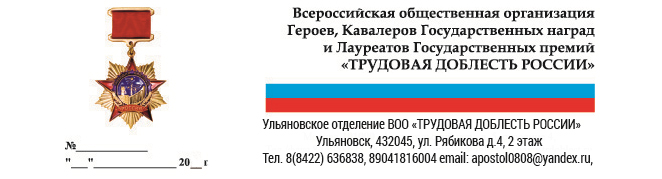 Всероссийская общественная организация
Героев, Кавалеров Государственных наград
и Лауреатов Государственных премий
«ТРУДОВАЯ ДОБЛЕСТЬ РОССИИ»
Ульяновское отделение ВОО «ТРУДОВАЯ ДОБЛЕСТЬ РОССИИ»
Ульяновск, 432045, ул. Рябикова д.4, 2 этаж
Тел. 8(8422) 636838, 89041816004 email: apostol0808@yandex.ru,
№____________
"___"______________ 20__ г